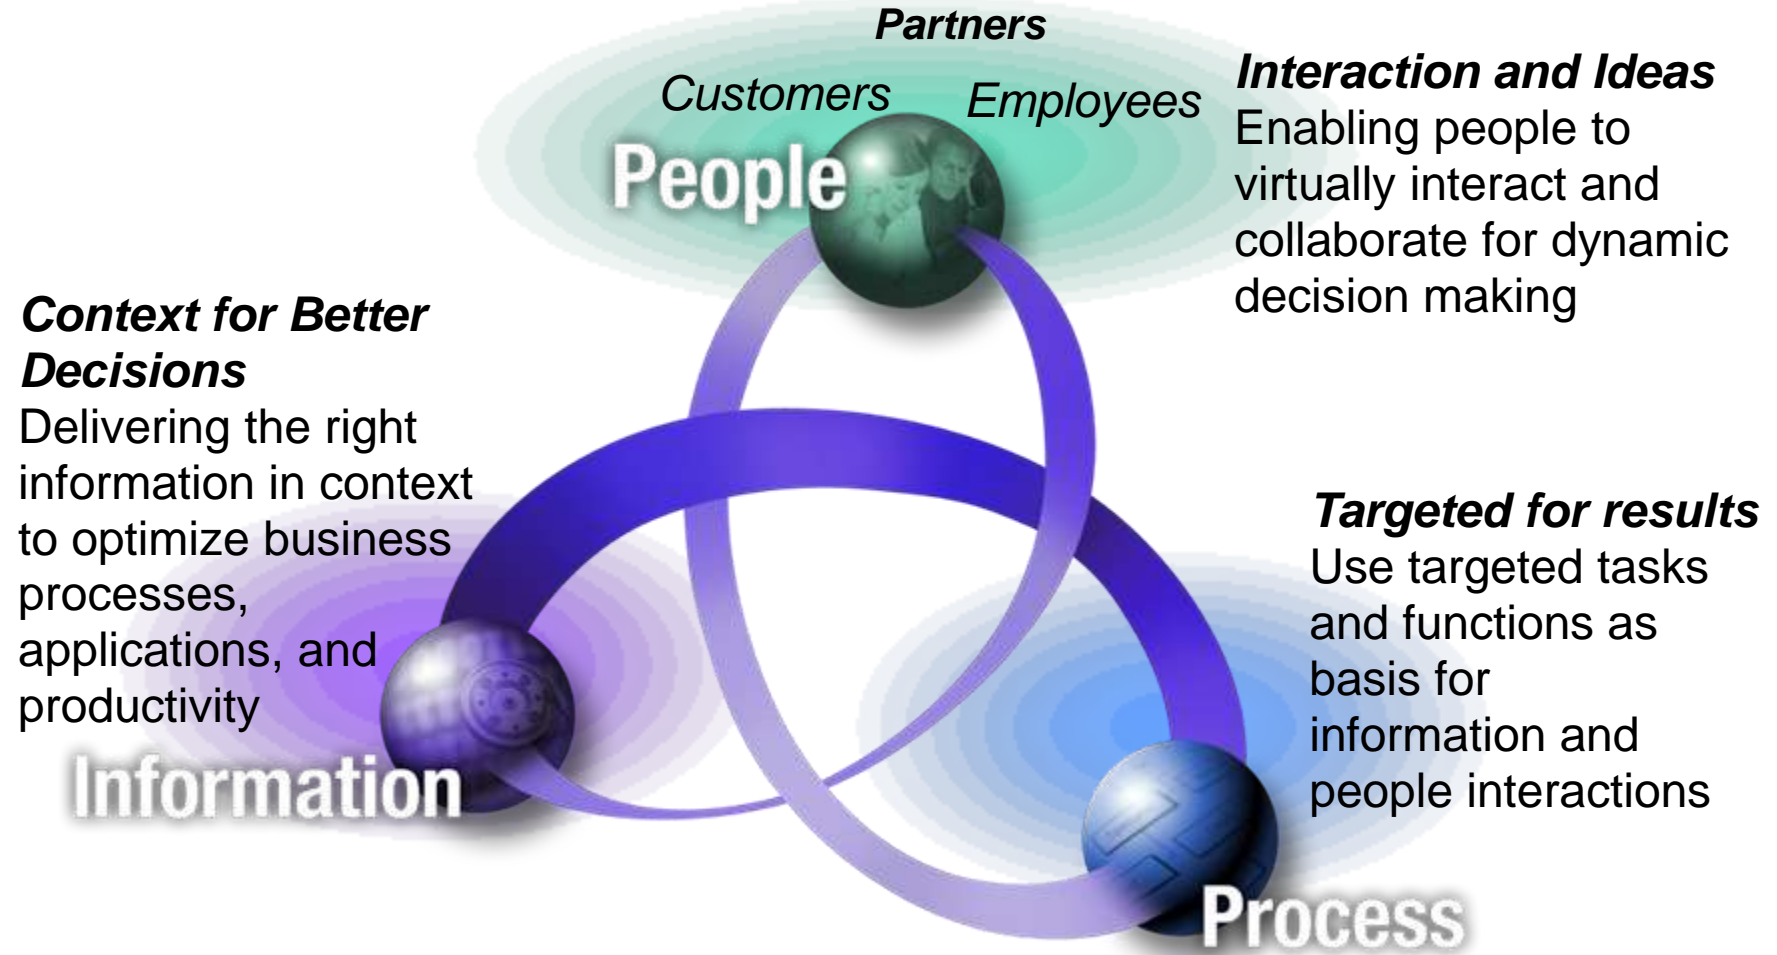 Partners
Customers
Employees
People
Interaction and Ideas
Enabling people to
virtually interact and
collaborate for dynamic
decision making
Context for Better
Decisions
Delivering the right
information in context
to optimize business
processes,
applications, and
productivity
Information
Targeted for results
Use targeted tasks
and functions as
basis for
information and
people interactions
Process